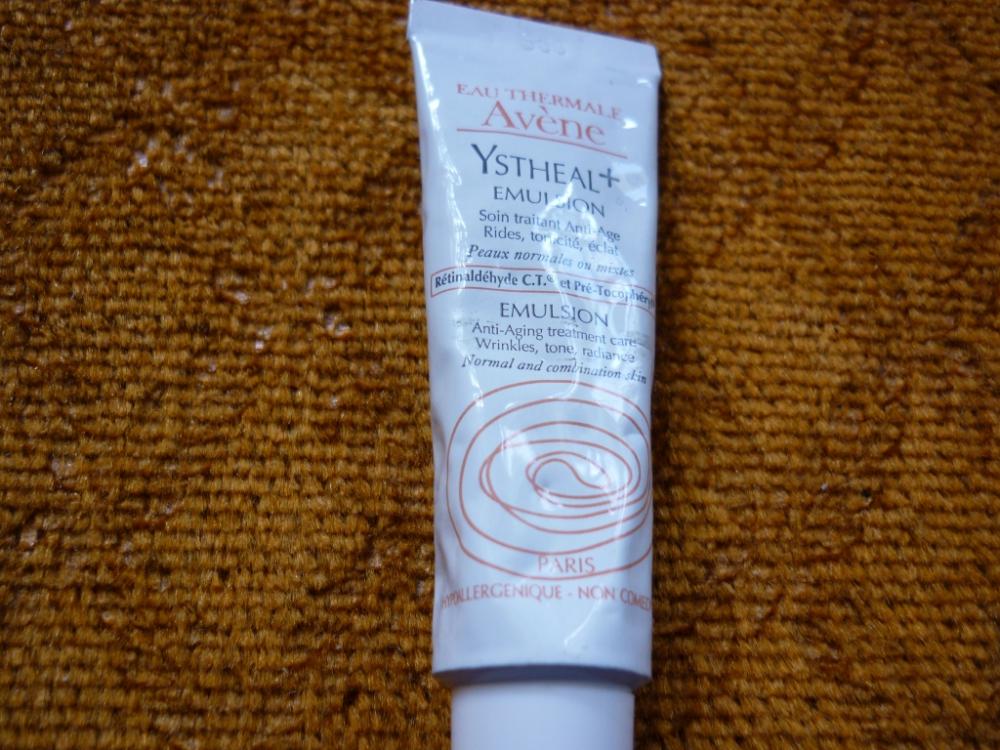 EAU THERMALE
Avène
YSTHEAL+
EMULSION
Soin traitant Anti-Age
Rides, tonicité, éclat
Peaux normales ou mixtes
Rétinaldéhyde C.T.® et Pré-Tocophéry
EMULSION
Anti-Aging treatment care
Wrinkles, tone, radiance
Normal and combination skin
PARIS
HYPOALLERGENIQUE - NON COMED